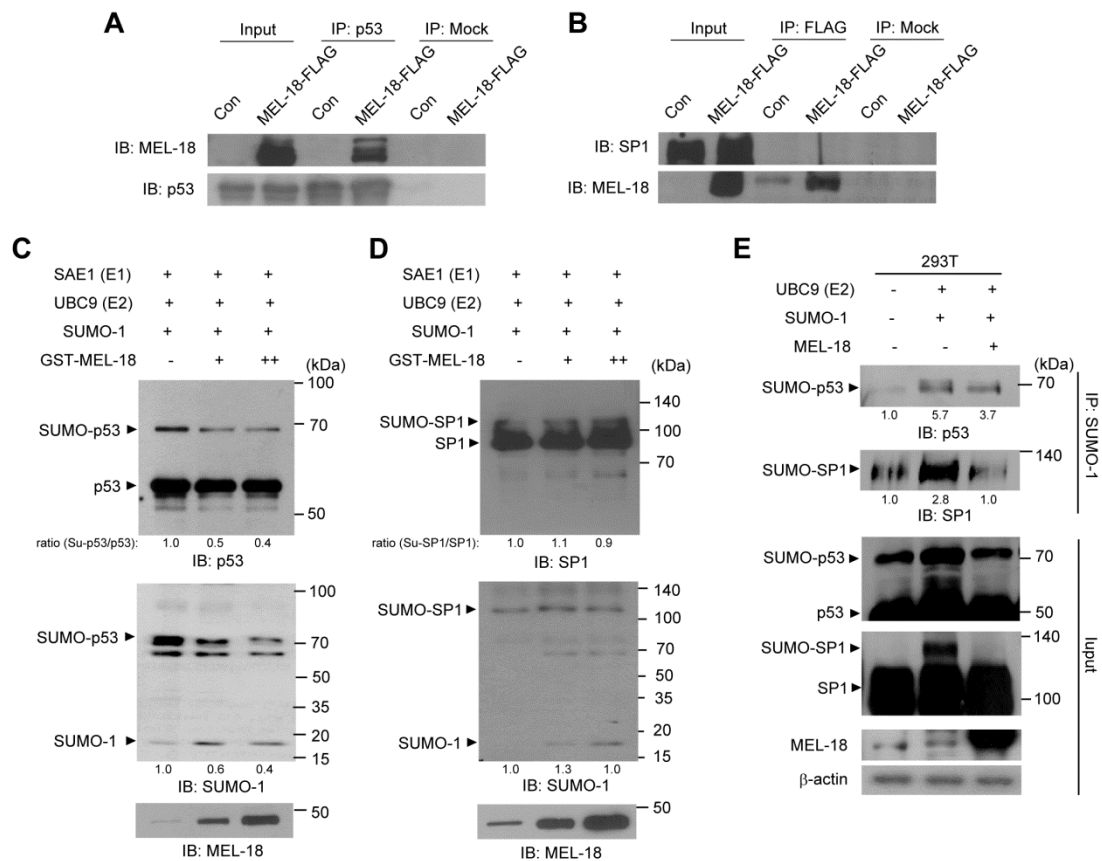 A
Input
IP: p53
IP: Mock
Con
MEL-18-FLAG
Con
MEL-18-FLAG
Con
MEL-18-FLAG
IB: MEL-18
IB: p53
B
Input
IP: FLAG
IP: Mock
Con
MEL-18-FLAG
Con
MEL-18-FLAG
Con
MEL-18-FLAG
IB: SP1
IB: MEL-18
C
SAE1 (E1) + + +
UBC9 (E2) + + +
SUMO-1 + + +
GST-MEL-18 - + ++ (kDa)
100
SUMO-p53
70
p53
50
ratio (Su-p53/p53): 1.0 0.5 0.4
IB: p53
100
SUMO-p53
70
50
35
20
SUMO-1
15
1.0 0.6 0.4
IB: SUMO-1
50
IB: MEL-18
D
SAE1 (E1) + + +
UBC9 (E2) + + +
SUMO-1 + + +
GST-MEL-18 - + ++ (kDa)
140
SUMO-SP1
100
SP1
70
ratio (Su-SP1/SP1): 1.0 1.1 0.9
IB: SP1
140
SUMO-SP1
100
70
50
35
25
20
SUMO-1
15
1.0 1.3 1.0
IB: SUMO-1
50
IB: MEL-18
E
293T
UBC9 (E2) - + +
SUMO-1 - + +
MEL-18 - - +
(kDa)
SUMO-p53
70
1.0 5.7 3.7
IB: p53
140
SUMO-SP1
1.0 2.8 1.0
IB: SP1
IP: SUMO-1
SUMO-p53
70
p53
50
140
SUMO-SP1
SP1
100
MEL-18
β-actin
Iuput